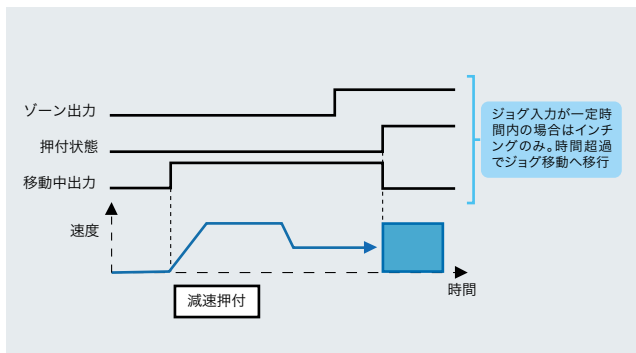 ゾーン出力
押付状態
移動中出力
速度
ジョグ入力が一定時
間内の場合はインチ
ングのみ。時間超過
でジョグ移動へ移行
時間
減速押付